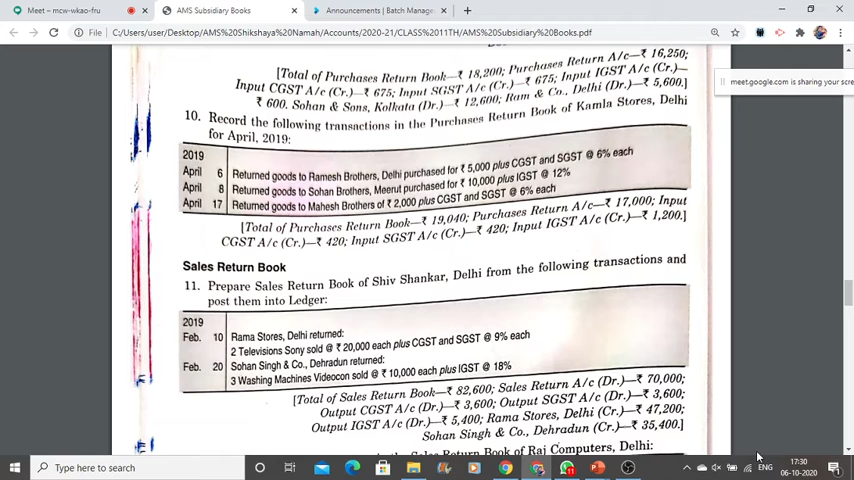 Meet – mcw-wkao-fru
AMS Subsidiary Books
Announcements | Batch Manage
File | C:/Users/user/Desktop/AMS%20Shikshaya%20Namah/Accounts/2020-21/CLASS%2011TH/AMS%20Subsidiary%20Books.pdf
meet.google.com is sharing your scre
[Total of Purchases Return Book—₹ 18,200; Purchases Return A/c—₹ 16,250;
Input CGST A/c (Cr.)—₹ 675; Input SGST A/c (Cr.)—₹ 675; Input IGST A/c (Cr.)—
₹ 600. Sohan & Sons, Kolkata (Dr.)—₹ 12,600; Ram & Co., Delhi (Dr.)—₹ 5,600.]
10. Record the following transactions in the Purchases Return Book of Kamla Stores, Delhi
for April, 2019:
2019
April 6 Returned goods to Ramesh Brothers, Delhi purchased for ₹ 5,000 plus CGST and SGST @ 6% each
April 8 Returned goods to Sohan Brothers, Meerut purchased for ₹ 10,000 plus IGST @ 12%
April 17 Returned goods to Mahesh Brothers of ₹ 2,000 plus CGST and SGST @ 6% each
[Total of Purchases Return Book—₹ 19,040; Purchases Return A/c—₹ 17,000; Input
CGST A/c (Cr.)—₹ 420; Input SGST A/c (Cr.)—₹ 420; Input IGST A/c (Cr.)—₹ 1,200.]
Sales Return Book
11. Prepare Sales Return Book of Shiv Shankar, Delhi from the following transactions and
post them into Ledger:
2019
Feb. 10 Rama Stores, Delhi returned:
2 Televisions Sony sold @ ₹ 20,000 each plus CGST and SGST @ 9% each
Feb. 20 Sohan Singh & Co., Dehradun returned:
3 Washing Machines Videocon sold @ ₹ 10,000 each plus IGST @ 18%
[Total of Sales Return Book—₹ 82,600; Sales Return A/c (Dr.)—₹ 70,000;
Output CGST A/c (Dr.)—₹ 3,600; Output SGST A/c (Dr.)—₹ 3,600;
Output IGST A/c (Dr.)—₹ 5,400; Rama Stores, Delhi (Cr.)—₹ 47,200;
Sohan Singh & Co., Dehradun (Cr.)—₹ 35,400.]
the Sales Return Book of Raj Computers, Delhi:
Type here to search
ENG
17:30
06-10-2020